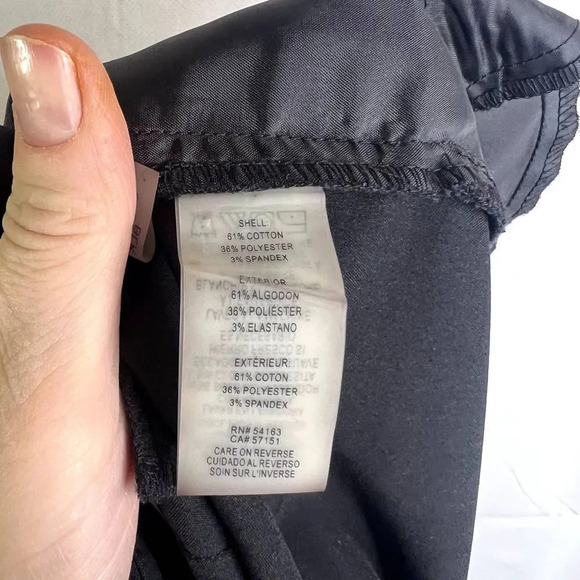 SHELL:
61% COTTON
36% POLYESTER
3% SPANDEX
EXTERIOR
61% ALGODON
36% POLIÉSTER
3% ELASTANO
EXTÉRIEUR
61% COTON
36% POLYESTER
3% SPANDEX
RN# 54163
CA# 57151
CARE ON REVERSE
CUIDADO AL REVERSO
SOIN SUR L'INVERSE